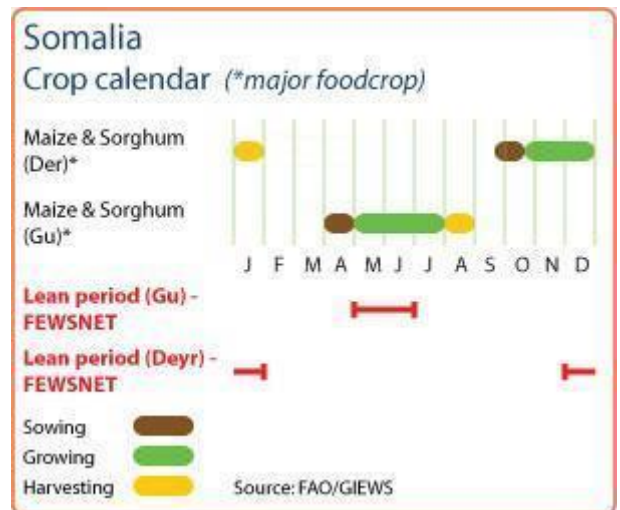 Somalia
Crop calendar (*major foodcrop)
Maize & Sorghum
(Der)*
Maize & Sorghum
(Gu)*
J F M A M J J A S O N D
Lean period (Gu) -
FEWSNET
Lean period (Deyr) -
FEWSNET
Sowing
Growing
Harvesting
Source: FAO/GIEWS